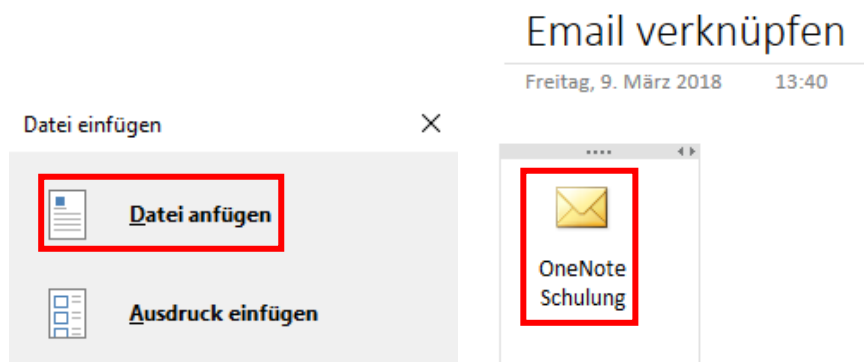 Email verknüpfen
Freitag, 9. März 2018 13:40
Datei einfügen
Datei anfügen
Ausdruck einfügen
OneNote
Schulung